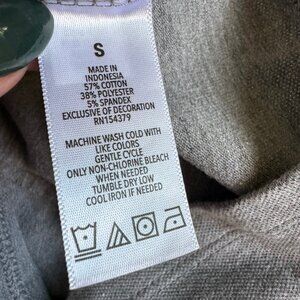 S
MADE IN
INDONESIA
57% COTTON
38% POLYESTER
5% SPANDEX
EXCLUSIVE OF DECORATION
RN154379
MACHINE WASH COLD WITH
LIKE COLORS
GENTLE CYCLE
ONLY NON-CHLORINE BLEACH
WHEN NEEDED
TUMBLE DRY LOW
COOL IRON IF NEEDED